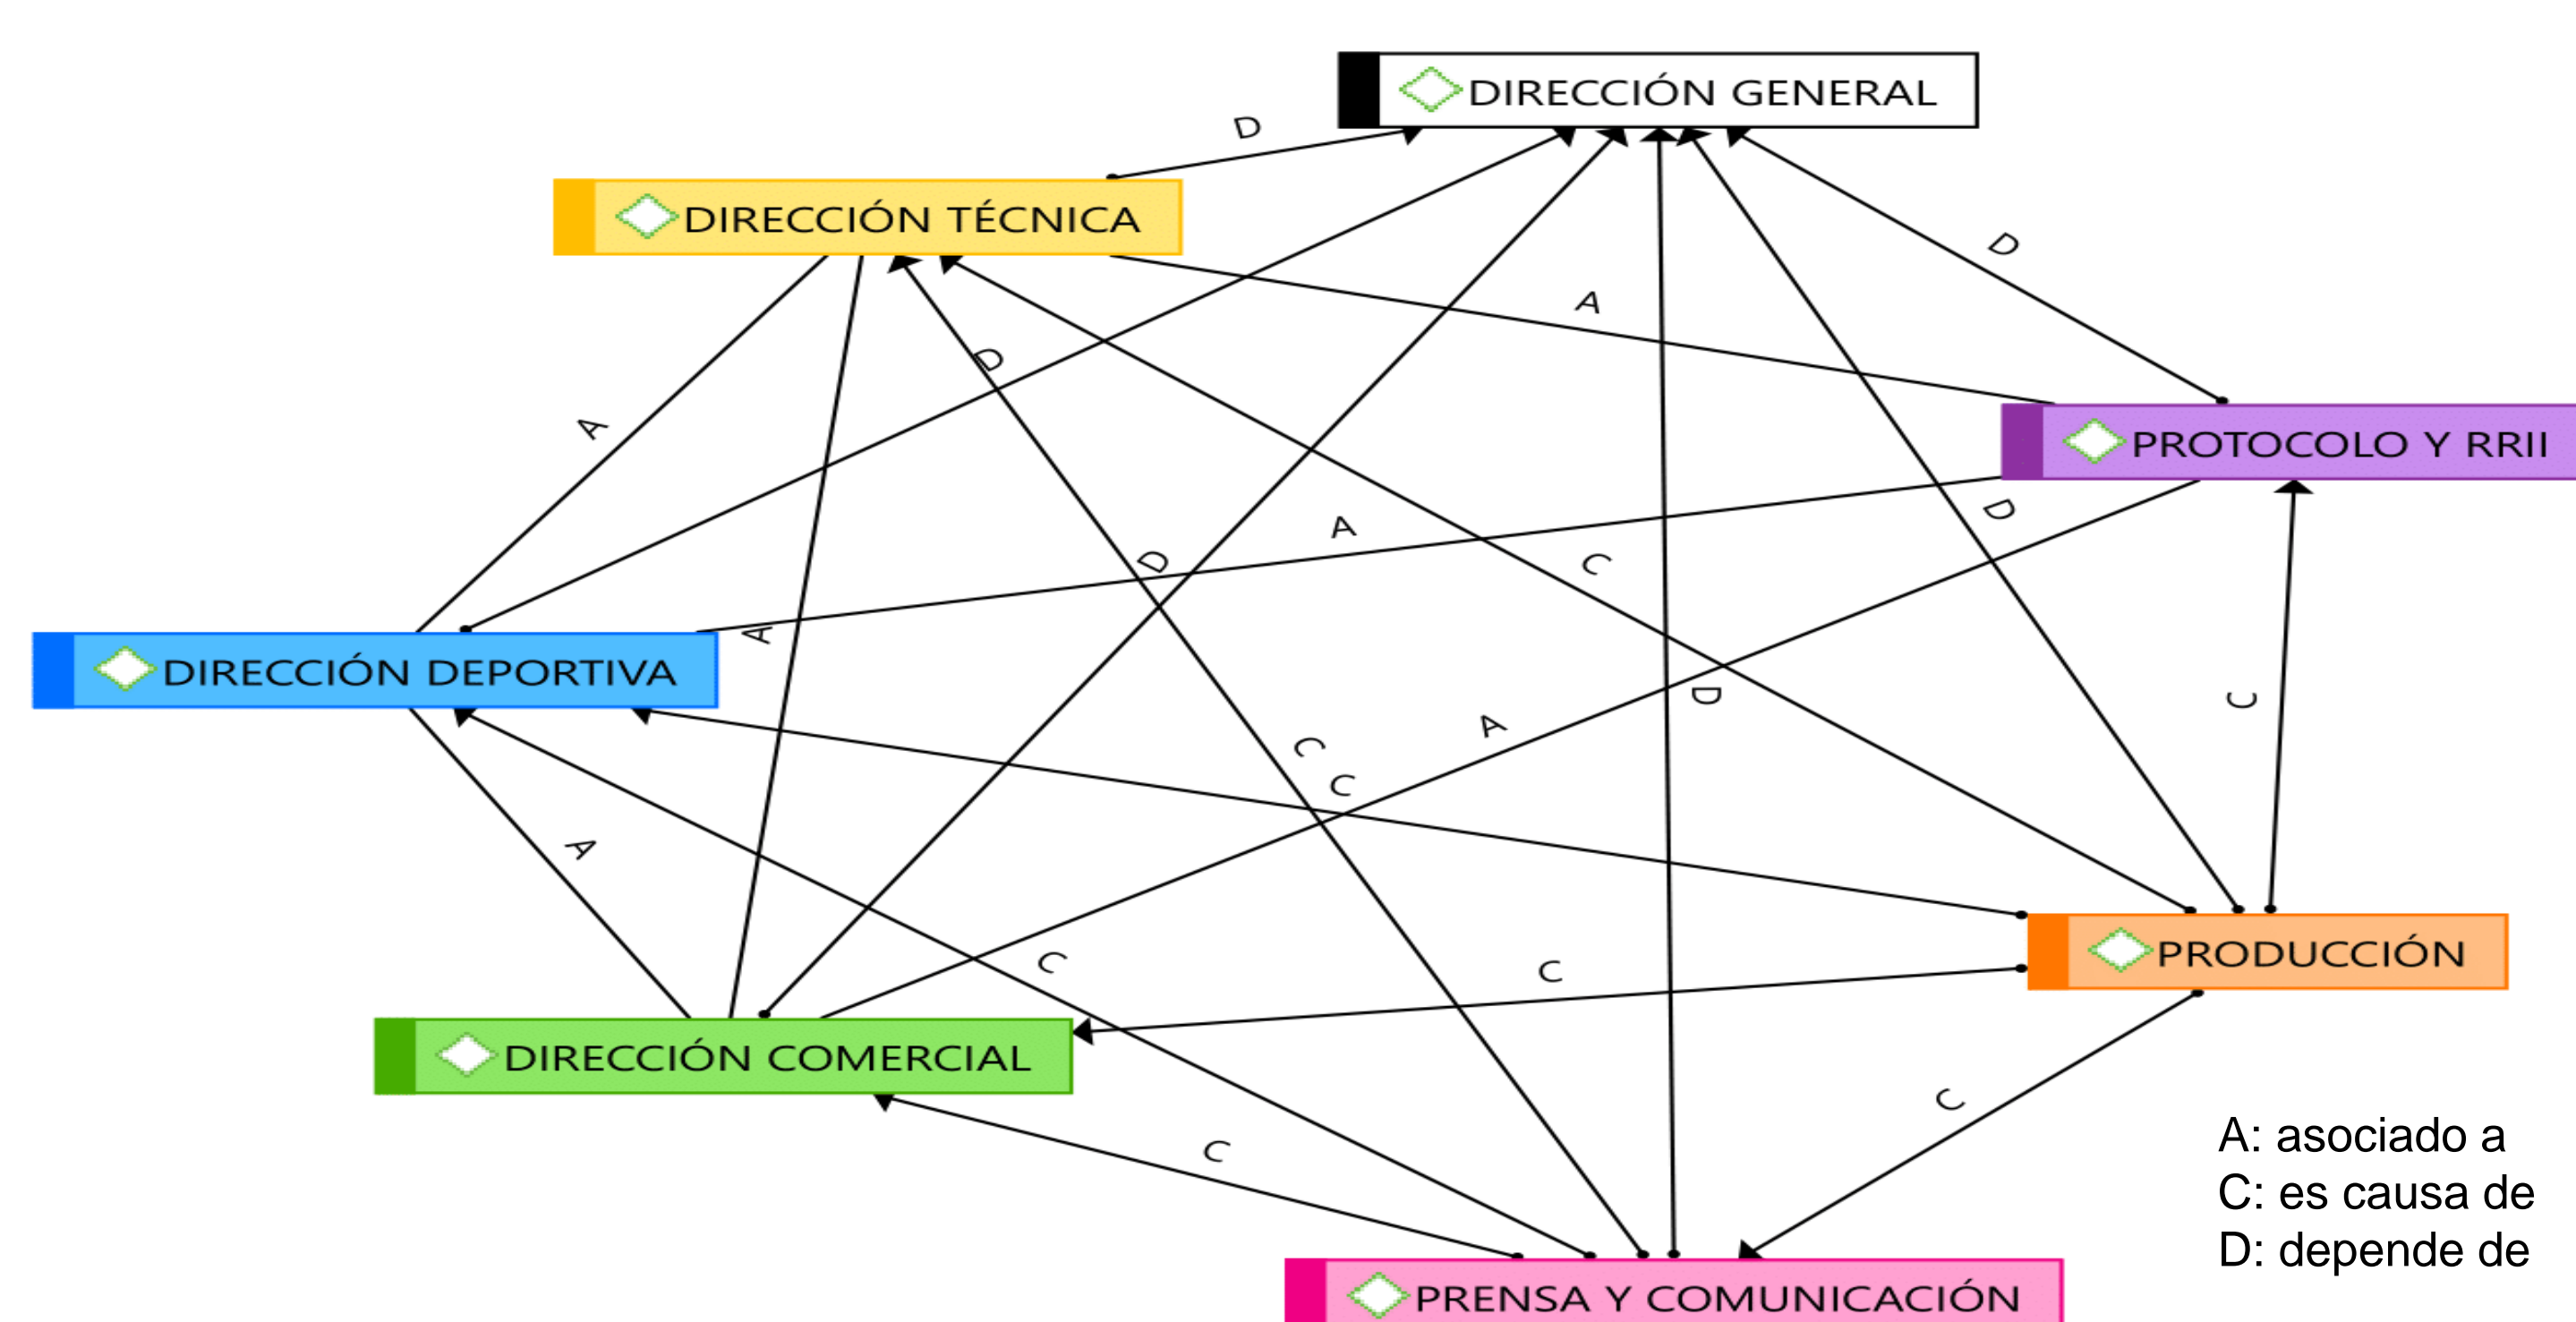 DIRECCIÓN GENERAL
D
DIRECCIÓN TÉCNICA
D
A
D
A
PROTOCOLO Y RRII
D
A
D
C
A
DIRECCIÓN DEPORTIVA
D
C
A
C
C
A
PRODUCCIÓN
C
C
DIRECCIÓN COMERCIAL
C
C
A: asociado a
C: es causa de
D: depende de
PRENSA Y COMUNICACIÓN